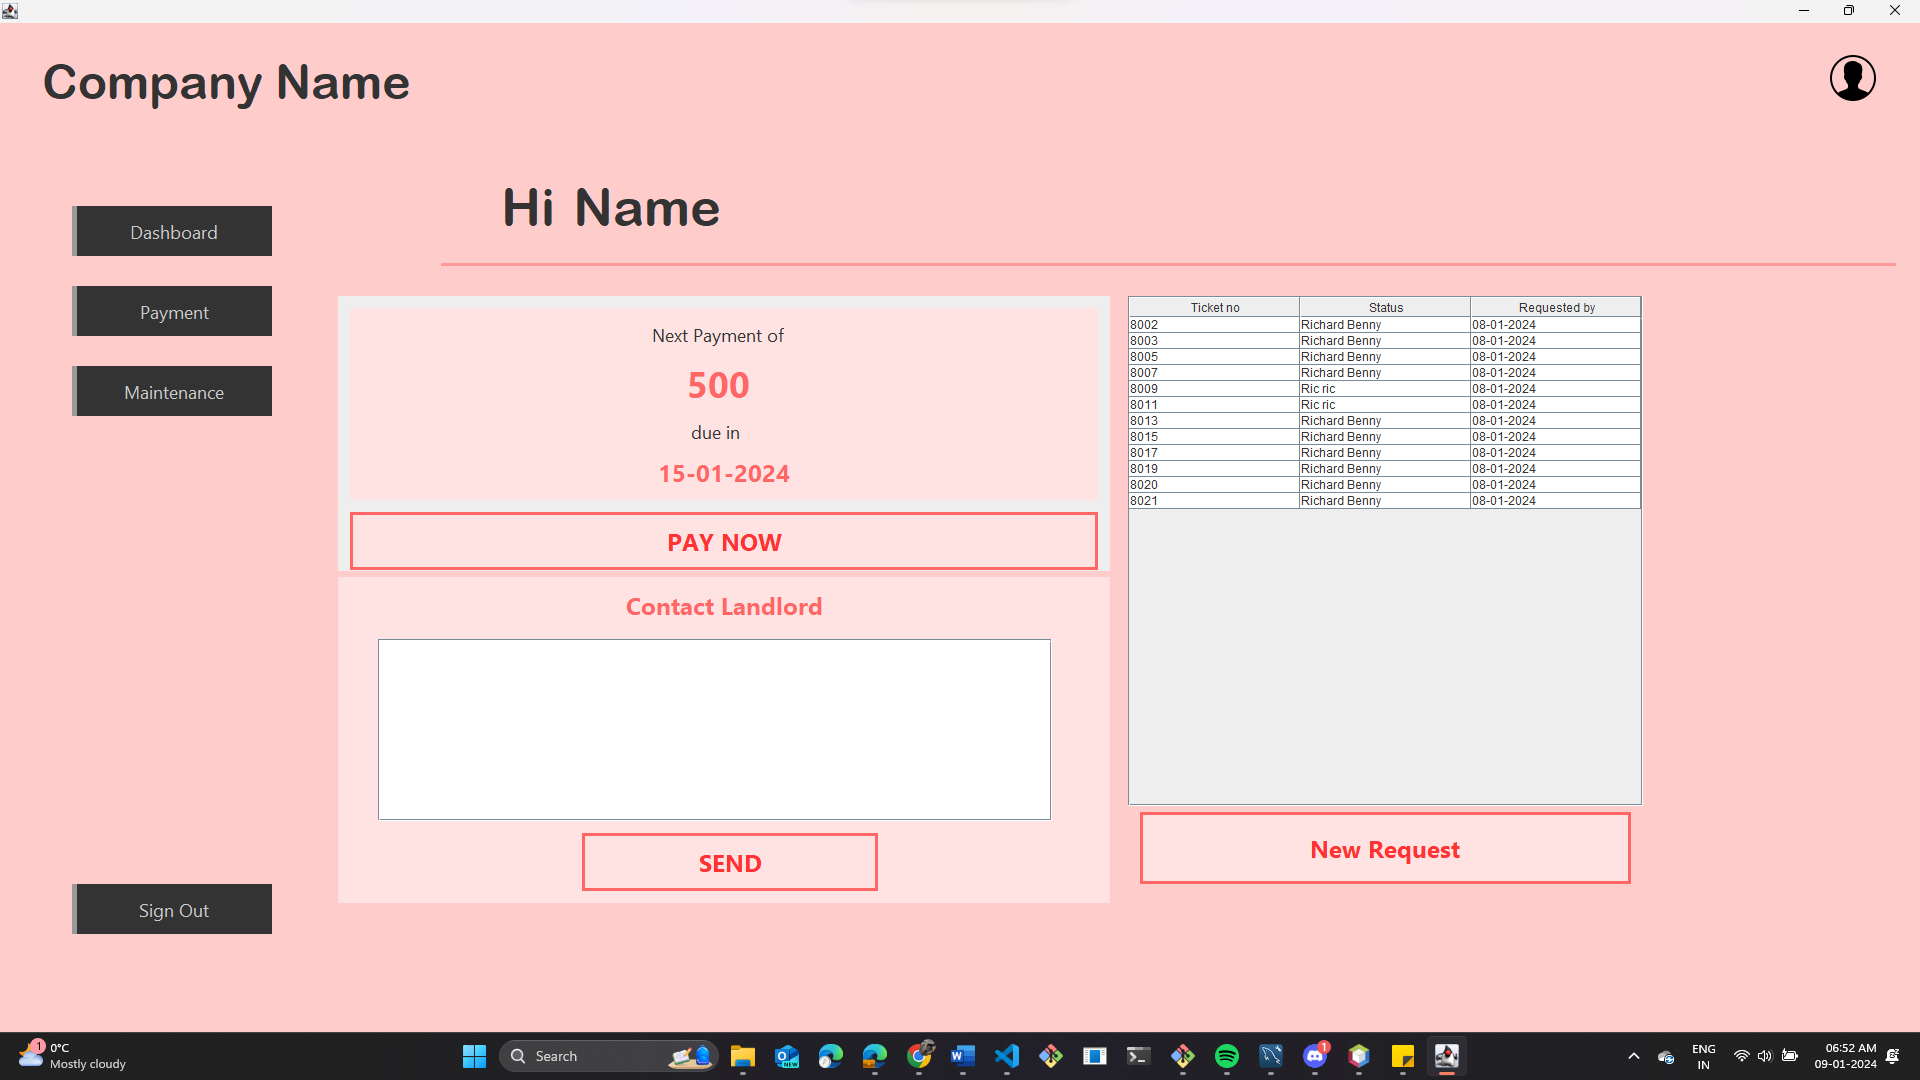 Company Name
Hi Name
Dashboard
Payment
Maintenance
Sign Out
Next Payment of
500
due in
15-01-2024
PAY NOW
Contact Landlord
SEND
Ticket no Status Requested by
8002 Richard Benny 08-01-2024
8003 Richard Benny 08-01-2024
8005 Richard Benny 08-01-2024
8007 Richard Benny 08-01-2024
8009 Ric ric 08-01-2024
8011 Ric ric 08-01-2024
8013 Richard Benny 08-01-2024
8015 Richard Benny 08-01-2024
8017 Richard Benny 08-01-2024
8019 Richard Benny 08-01-2024
8020 Richard Benny 08-01-2024
8021 Richard Benny 08-01-2024
New Request
1
0°C
Mostly cloudy
Search
NEW
W
1
ENG
IN
06:52 AM
09-01-2024